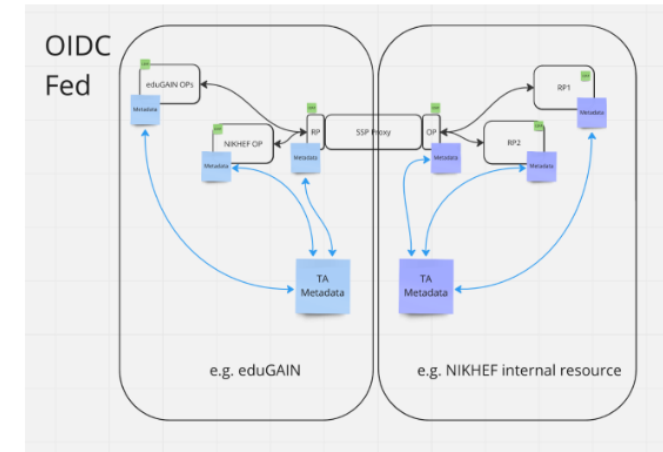 OIDC
Fed
eduGAIN OPs
Metadata
NIKHEF OP
Metadata
RP
Metadata
SSP Proxy
OP
Metadata
RP1
Metadata
RP2
Metadata
TA
Metadata
TA
Metadata
e.g. eduGAIN
e.g. NIKHEF internal resource